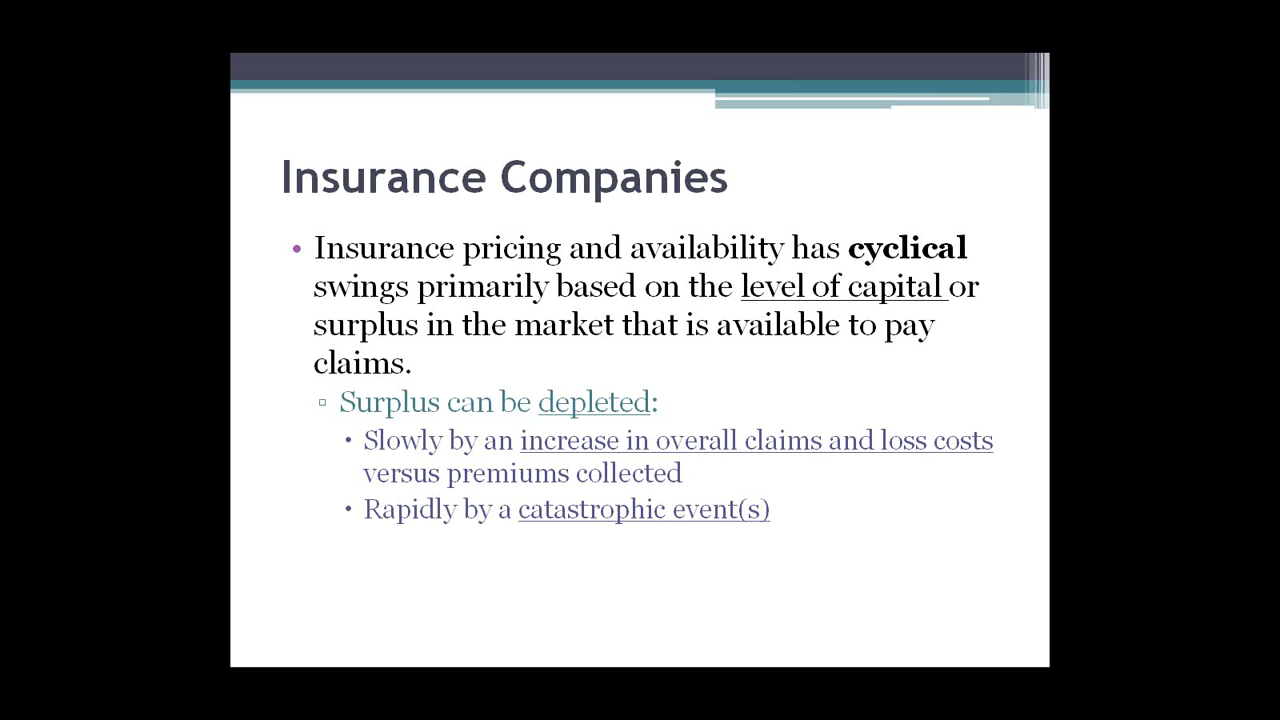 Insurance Companies
• Insurance pricing and availability has cyclical
swings primarily based on the level of capital or
surplus in the market that is available to pay
claims.
▫ Surplus can be depleted:
• Slowly by an increase in overall claims and loss costs
versus premiums collected
• Rapidly by a catastrophic event(s)